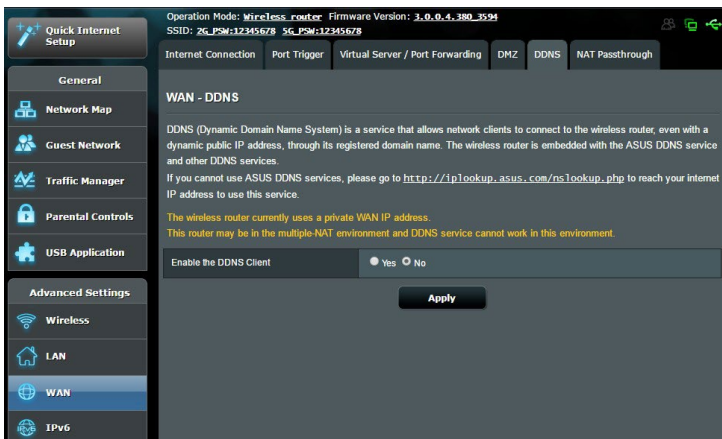 Quick Internet
Setup
Operation Mode: Wireless router Firmware Version: 3.0.0.4.380_3594
SSID: 2G_PSW:12345678 5G_PSW:12345678
Internet Connection
Port Trigger
Virtual Server / Port Forwarding
DMZ
DDNS
NAT Passthrough
General
Network Map
Guest Network
Traffic Manager
Parental Controls
USB Application
Advanced Settings
Wireless
LAN
WAN
IPv6
WAN - DDNS
DDNS (Dynamic Domain Name System) is a service that allows network clients to connect to the wireless router, even with a
dynamic public IP address, through its registered domain name. The wireless router is embedded with the ASUS DDNS service
and other DDNS services.
If you cannot use ASUS DDNS services, please go to http://iplookup.asus.com/nslookup.php to reach your internet
IP address to use this service.
The wireless router currently uses a private WAN IP address.
This router may be in the multiple-NAT environment and DDNS service cannot work in this environment.
Enable the DDNS Client
Yes No
Apply